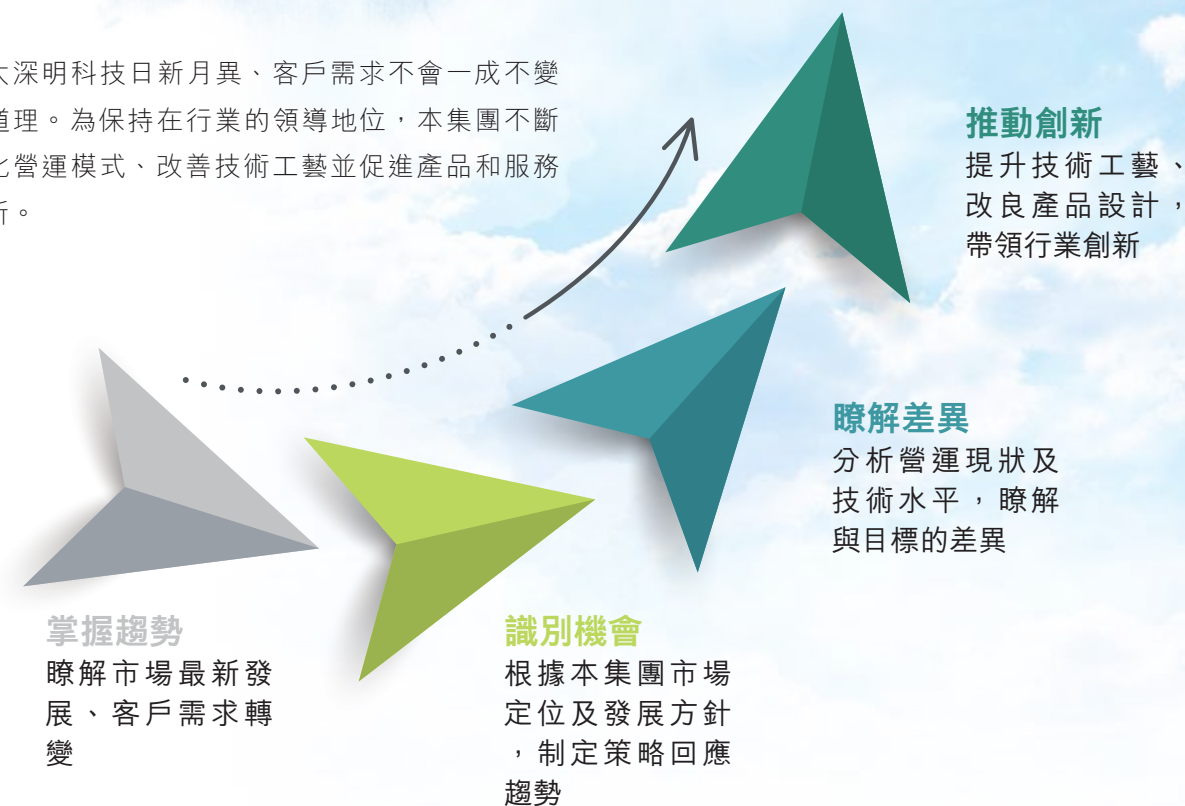 大深明科技日新月異、客戶需求不會一成不變
道理。為保持在行業的領導地位，本集團不斷
營運模式、改善技術工藝並促進產品和服務
。
推動創新
提升技術工藝、
改良產品設計，
帶領行業創新
瞭解差異
分析營運現狀及
技術水平，瞭解
與目標的差異
掌握趨勢
瞭解市場最新發
展、客戶需求轉
變
識別機會
根據本集團市場
定位及發展方針
，制定策略回應
趨勢